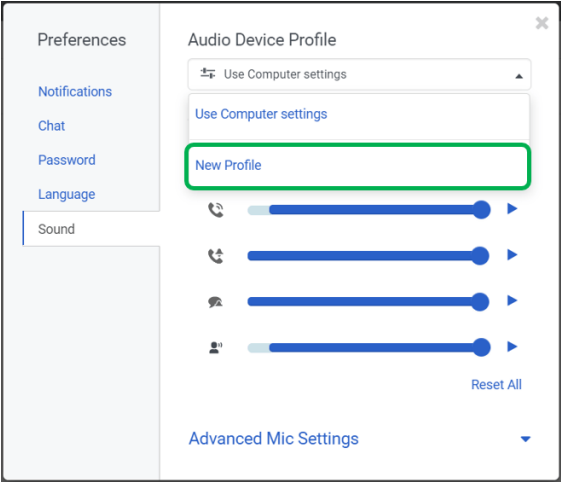 Preferences
Notifications
Chat
Password
Language
Sound
Audio Device Profile
Use Computer settings
Use Computer settings
New Profile
Reset All
Advanced Mic Settings